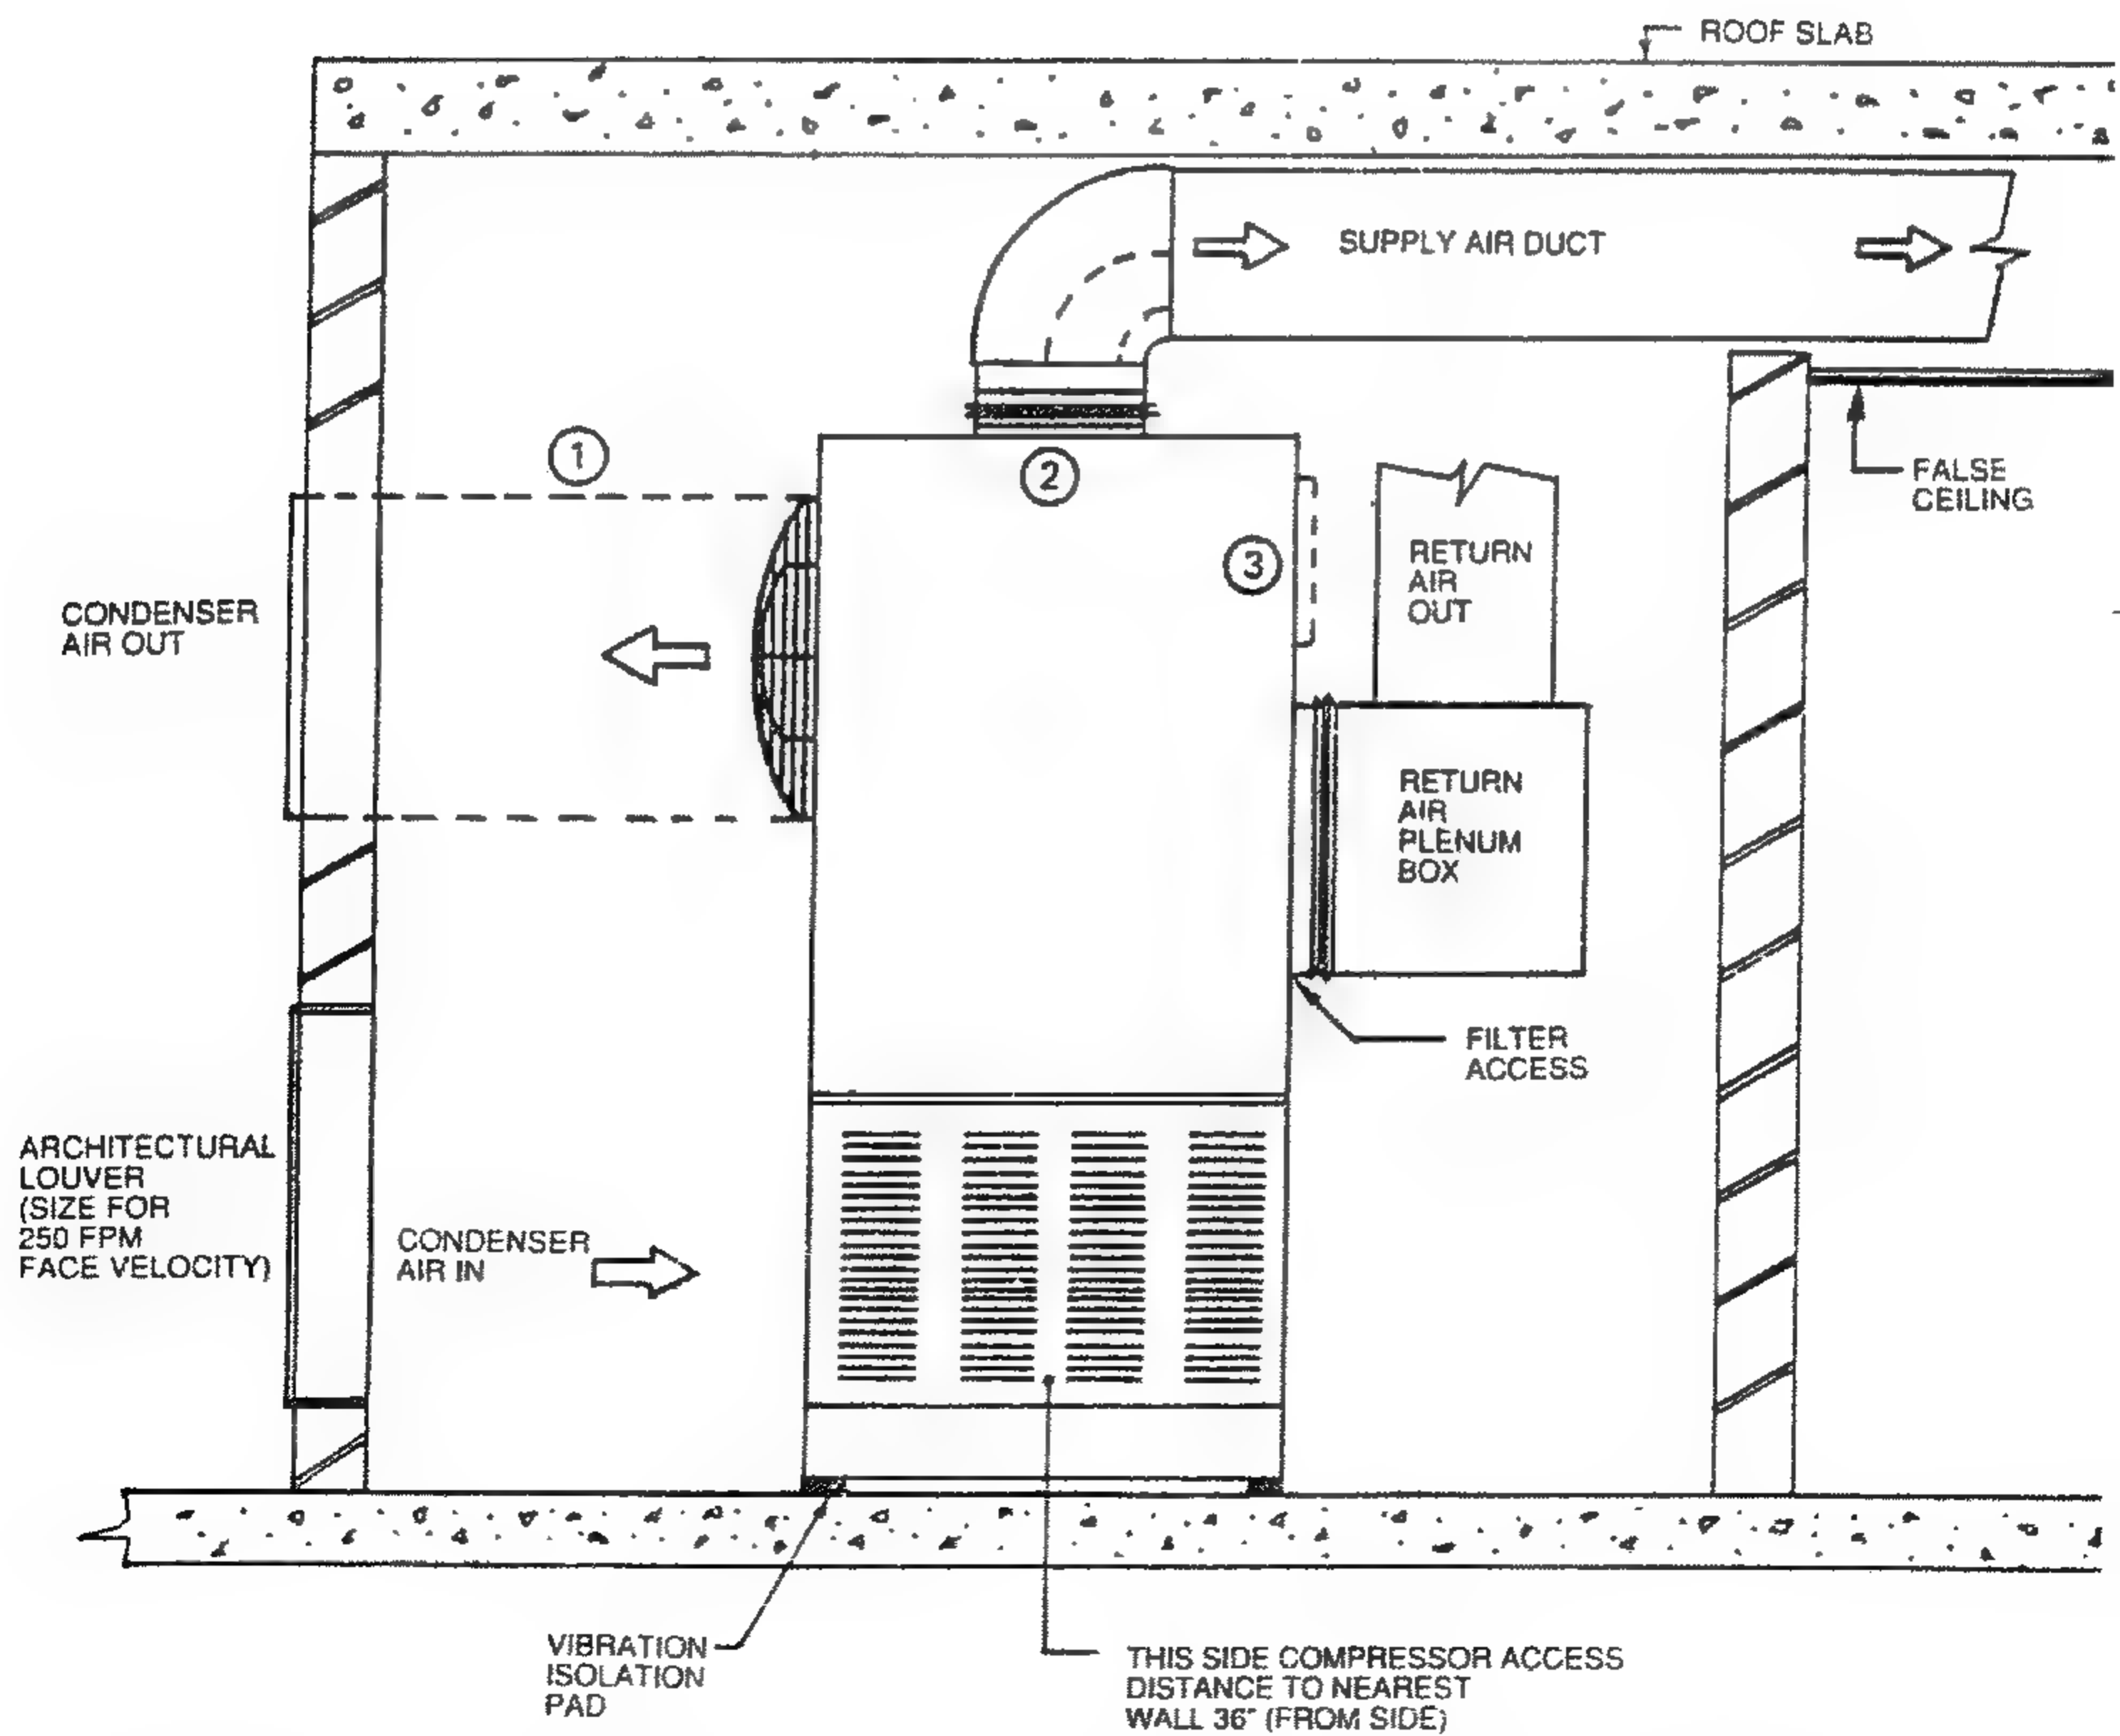 ROOF SLAB
SUPPLY AIR DUCT
1
2
FALSE
CEILING
3
RETURN
AIR
OUT
CONDENSER
AIR OUT
RETURN
AIR
PLENUM
BOX
FILTER
ACCESS
ARCHITECTURAL
LOUVER
(SIZE FOR
250 FPM
FACE VELOCITY)
CONDENSER
AIR IN
VIBRATION
ISOLATION
PAD
THIS SIDE COMPRESSOR ACCESS
DISTANCE TO NEAREST
WALL 36" (FROM SIDE)